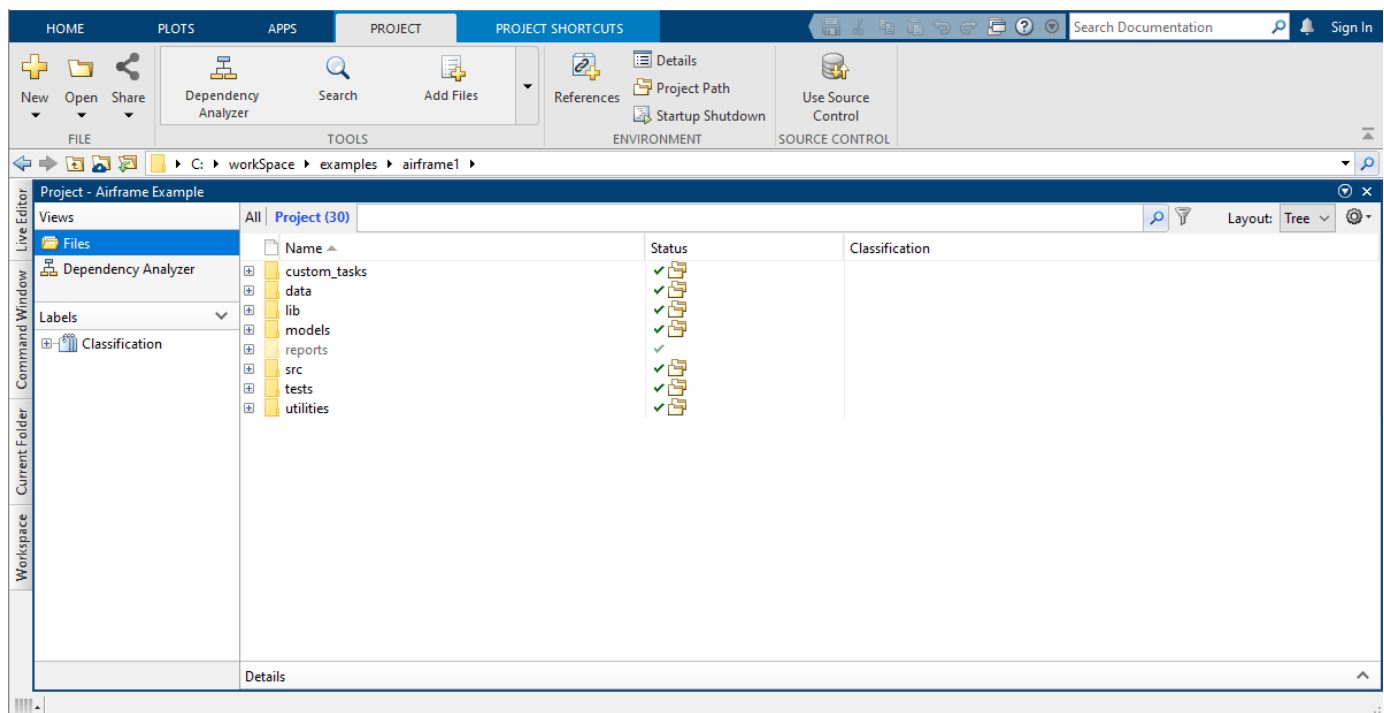 HOME PLOTS APPS PROJECT PROJECT SHORTCUTS Search Documentation Sign In
New Open Share Dependency Analyzer Search Add Files References Details Project Path Startup Shutdown Use Source Control
FILE TOOLS ENVIRONMENT SOURCE CONTROL
C: workSpace examples airframe1
Project - Airframe Example
Views All Project (30) Layout: Tree
Files Name Status Classification
Dependency Analyzer custom_tasks
data
Labels lib
models
Classification reports
src
tests
utilities
Details
Live Editor
Command Window
Current Folder
Workspace